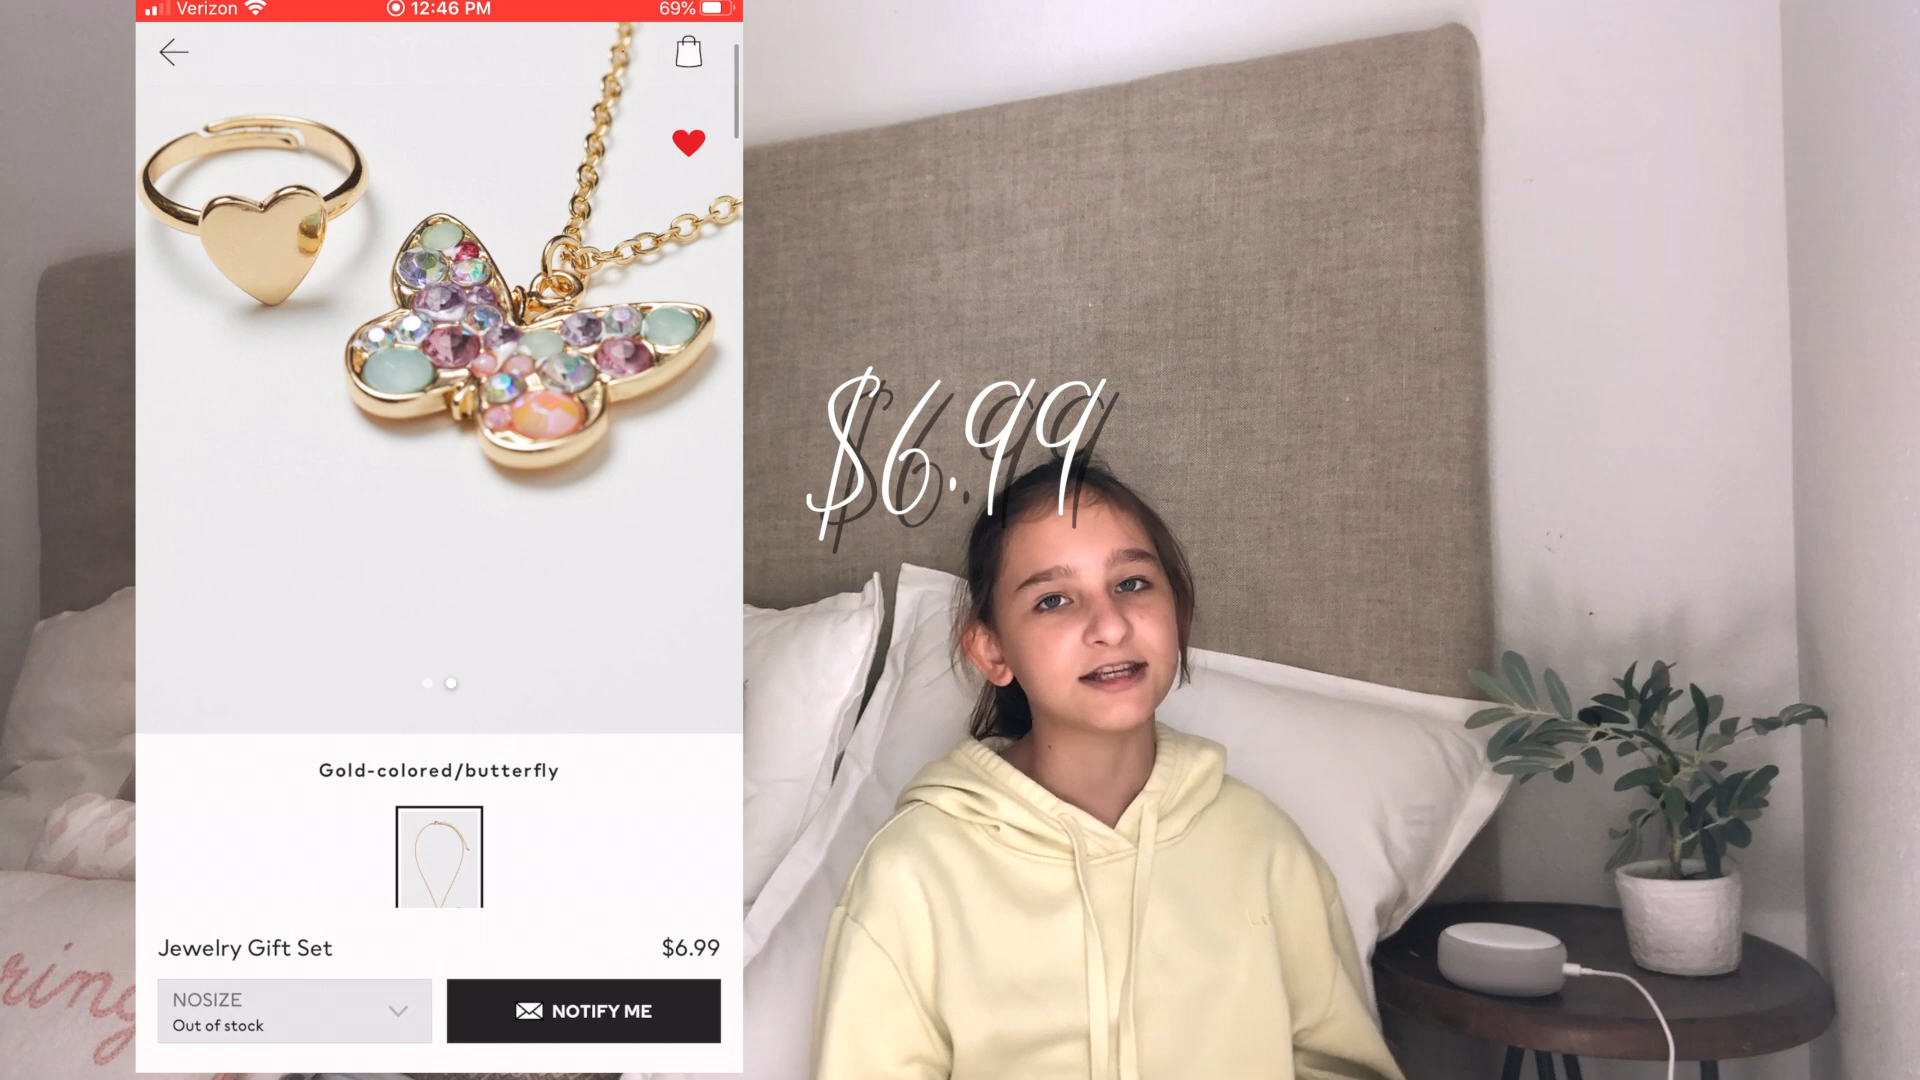 Verizon 12:46 PM 69%
$6.99
Gold-colored/butterfly
Jewelry Gift Set $6.99
NOSIZE
Out of stock
NOTIFY ME
ring